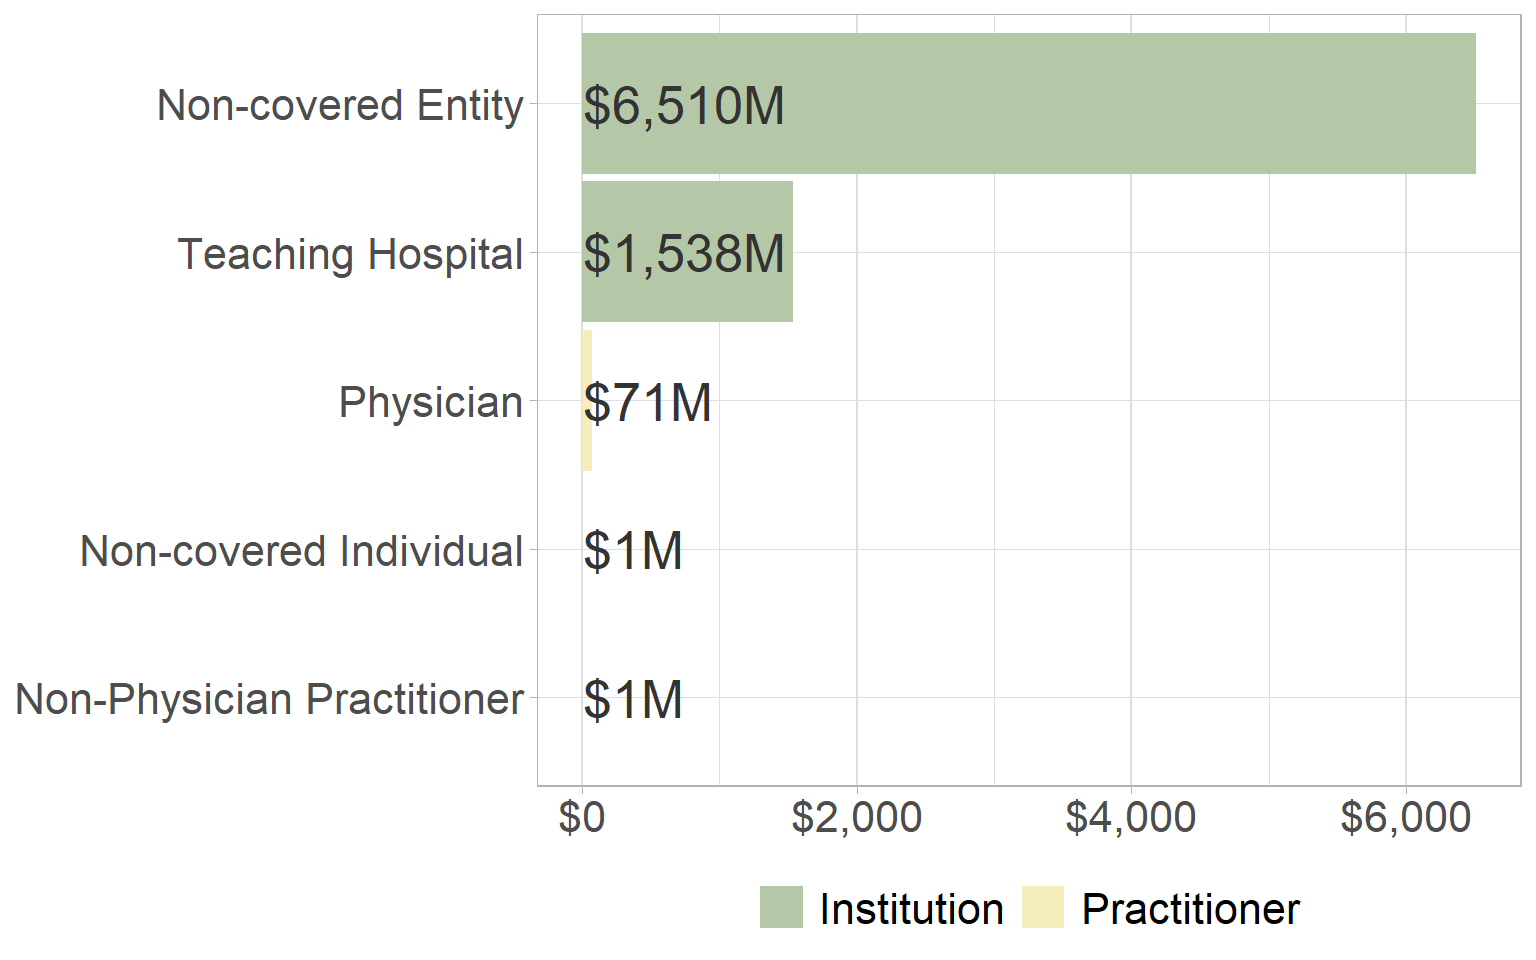 Non-covered Entity
$6,510M
Teaching Hospital
$1,538M
Physician
$71M
Non-covered Individual
$1M
Non-Physician Practitioner
$1M
$0 $2,000 $4,000 $6,000
Institution Practitioner